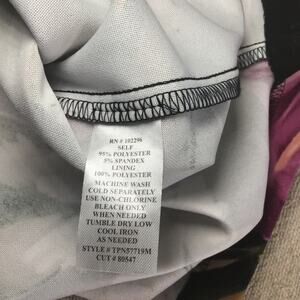 RN # 102296
SELF
95% POLYESTER
5% SPANDEX
LINING
100% POLYESTER
MACHINE WASH
COLD SEPARATELY
USE NON-CHLORINE
BLEACH ONLY
WHEN NEEDED
TUMBLE DRY LOW
COOL IRON
AS NEEDED
STYLE # TPN57719M
CUT # 80547